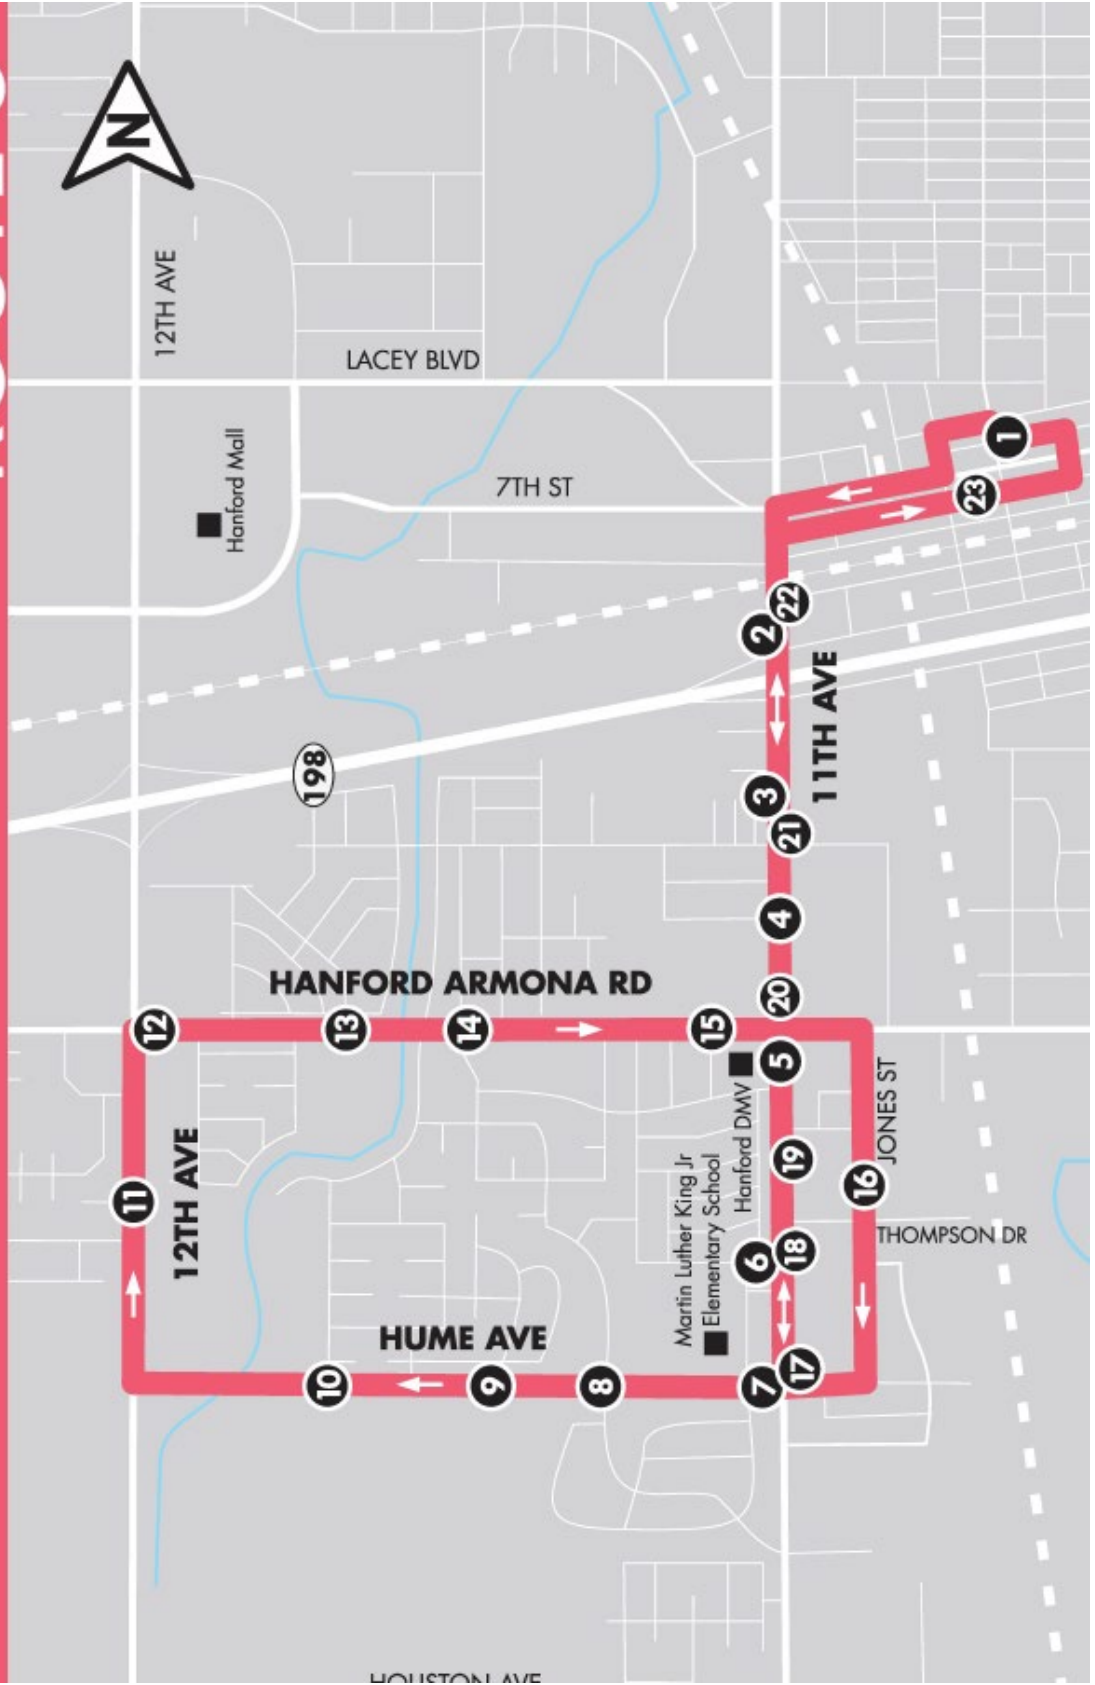 N
12TH AVE
LACEY BLVD
Hanford Mall
7TH ST
1
23
22
2
198
11TH AVE
3
21
4
HANFORD ARMONA RD
20
12
13
14
15
5
Hanford DMV
JONES ST
12TH AVE
11
19
16
Martin Luther King Jr
Elementary School
THOMPSON DR
6
18
HUME AVE
10
9
8
7
17
HOUSTON AVE